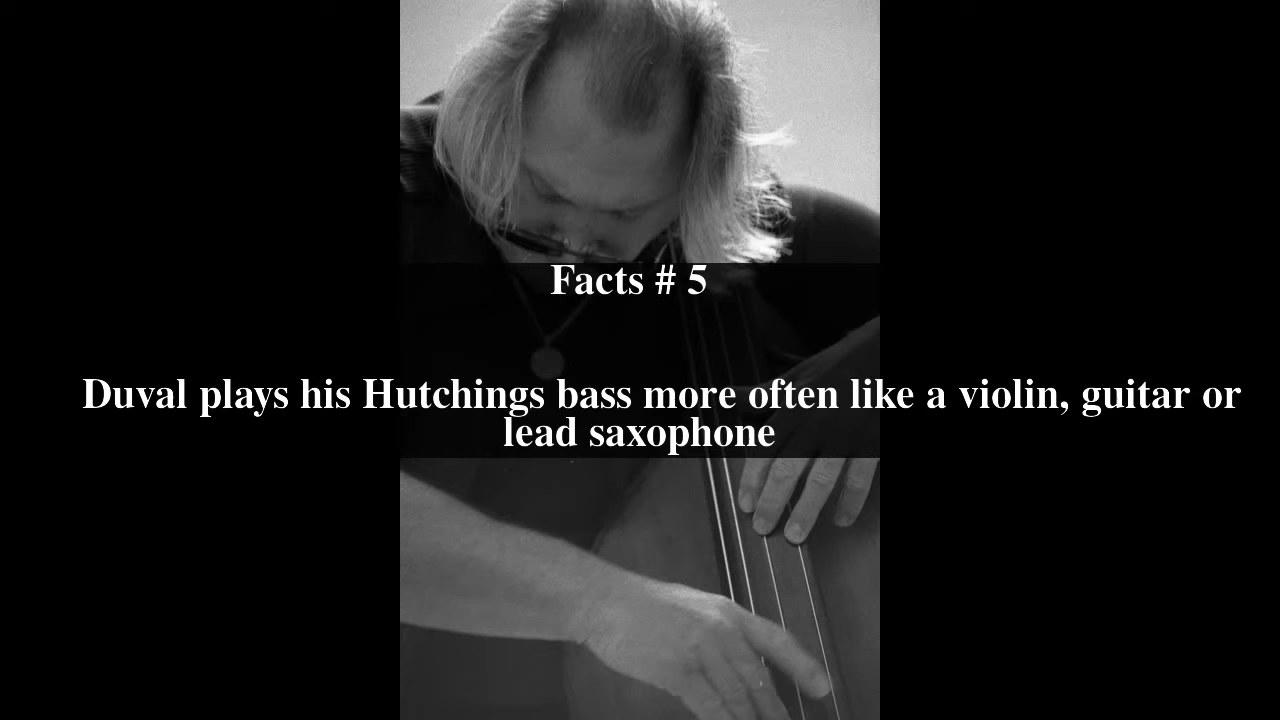 Facts # 5
Duval plays his Hutchings bass more often like a violin, guitar or
lead saxophone